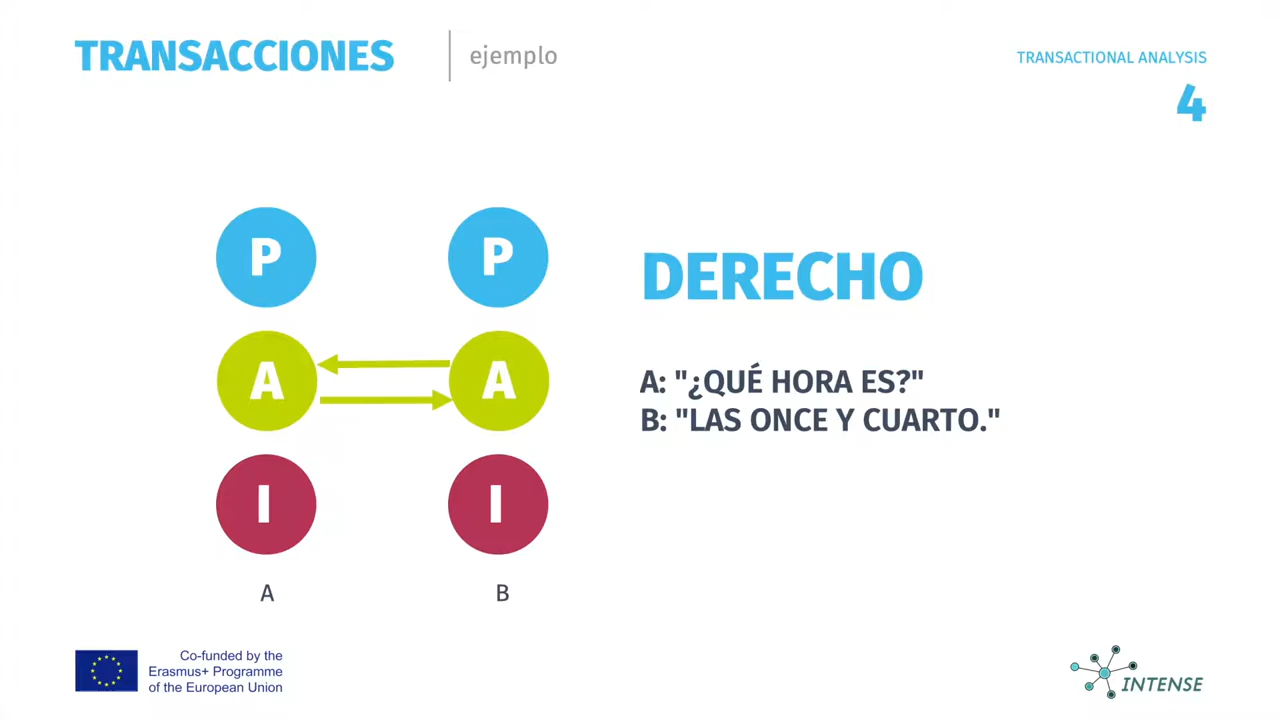 TRANSACCIONES
ejemplo
TRANSACTIONAL ANALYSIS
4
P P
A A
I I
A B
DERECHO
A: "¿QUÉ HORA ES?"
B: "LAS ONCE Y CUARTO."
Co-funded by the
Erasmus+ Programme
of the European Union
INTENSE